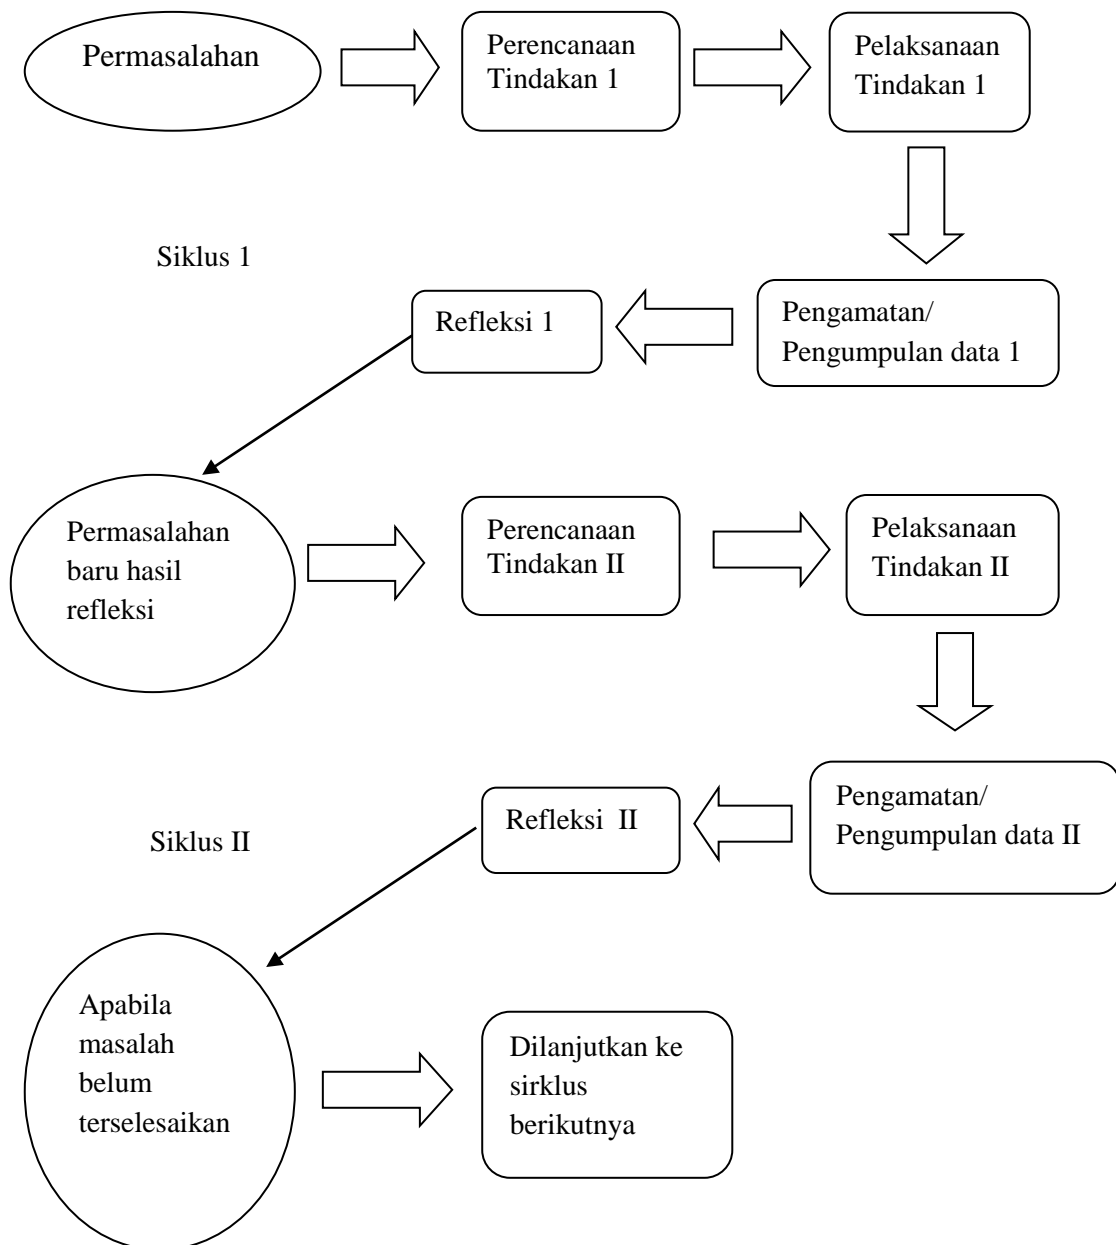 Permasalahan
Perencanaan
Tindakan 1
Pelaksanaan
Tindakan 1
Siklus 1
Refleksi 1
Pengamatan/
Pengumpulan data 1
Permasalahan
baru hasil
refleksi
Perencanaan
Tindakan II
Pelaksanaan
Tindakan II
Siklus II
Refleksi II
Pengamatan/
Pengumpulan data II
Apabila
masalah
belum
terselesaikan
Dilanjutkan ke
sirklus
berikutnya